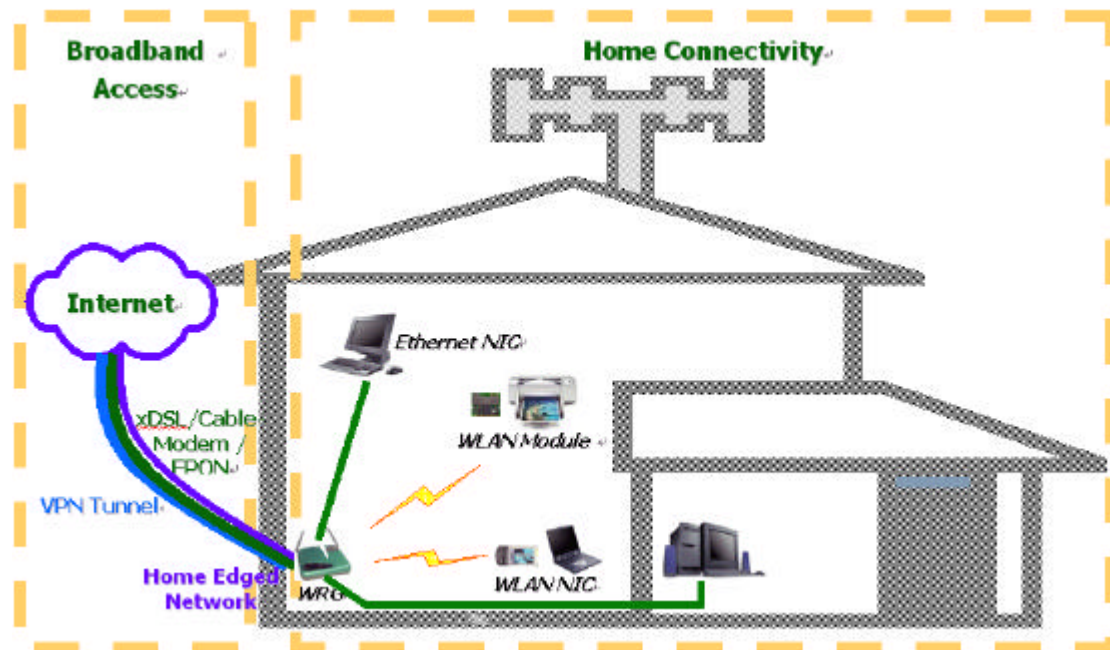 Broadband
Access
Home Connectivity
Internet
Ethernet NIC
WLAN Module
xDSL/Cable
Modem /
EPON
VPN Tunnel
Home Edged
Network
WRG
WLAN NIC